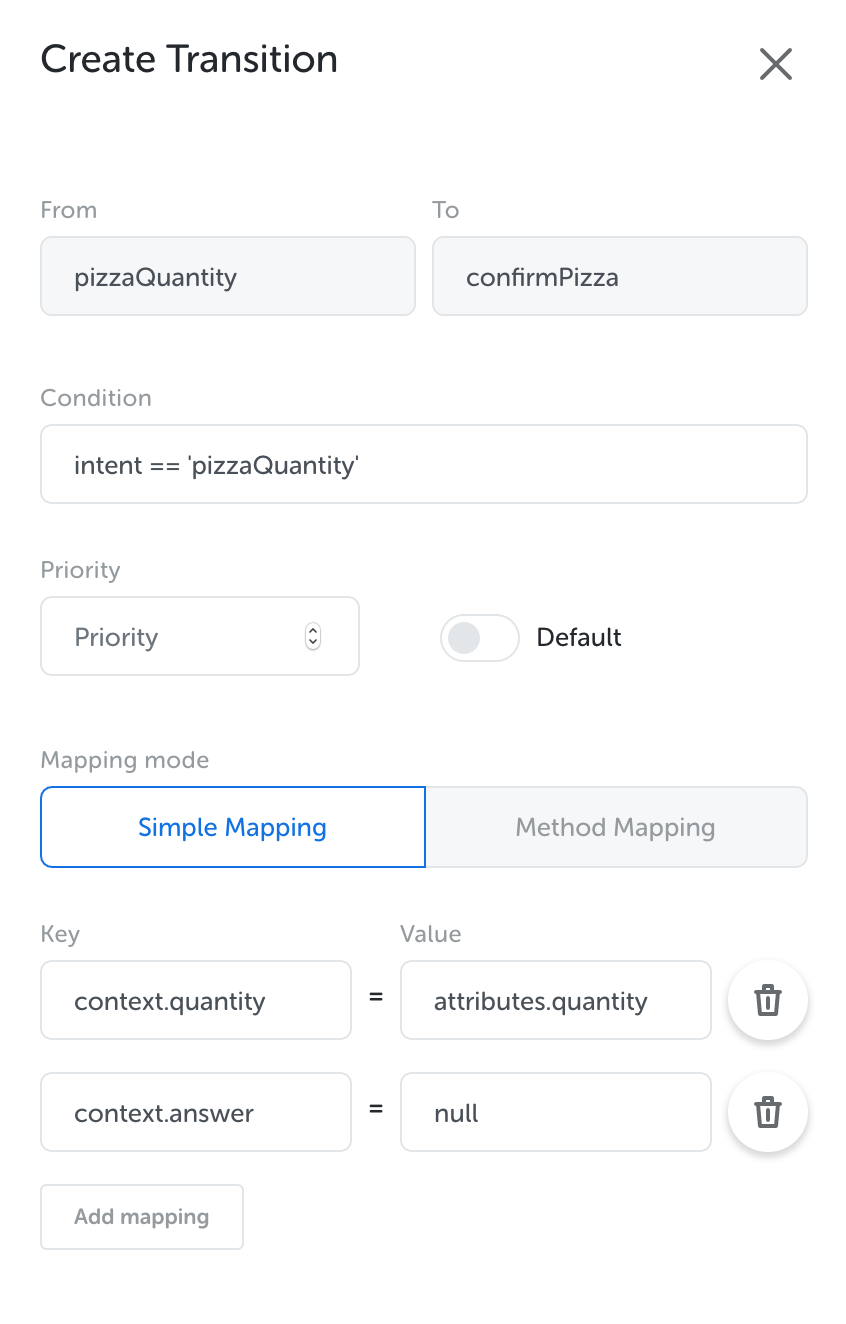 Create Transition
From To
pizzaQuantity confirmPizza
Condition
intent == 'pizzaQuantity'
Priority
Priority Default
Mapping mode
Simple Mapping Method Mapping
Key Value
context.quantity = attributes.quantity
context.answer = null
Add mapping